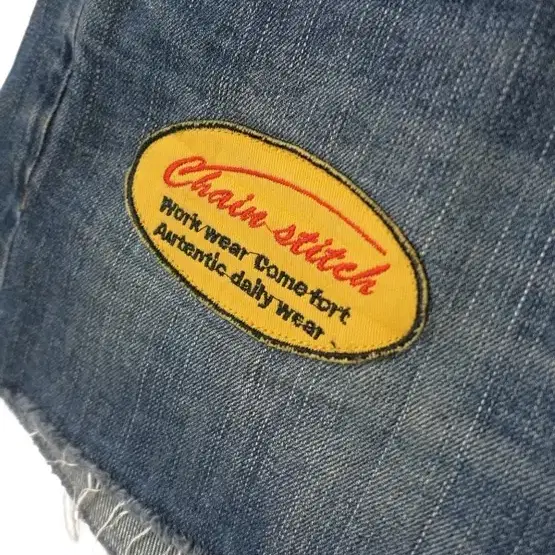 Chain stitch
Work wear Come fort
Autentic daily wear